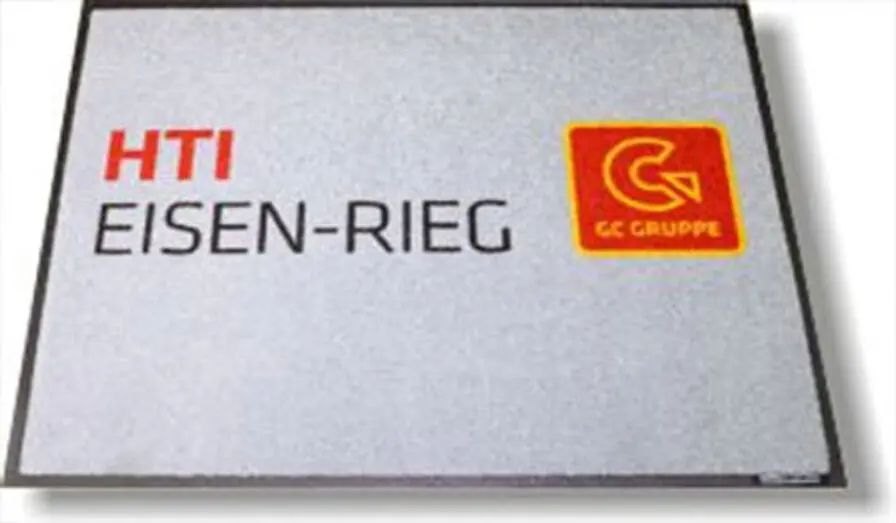 HTI
EISEN-RIEG
GC GRUPPE